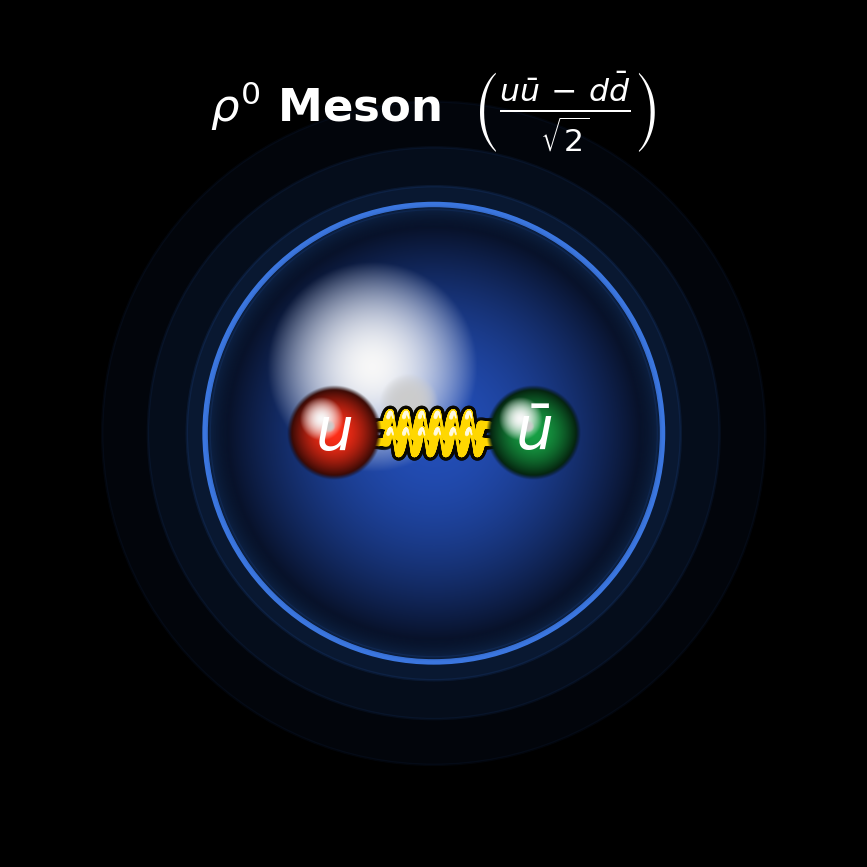 ρ⁰ Meson (uū − dd̄ / √2)
u ū